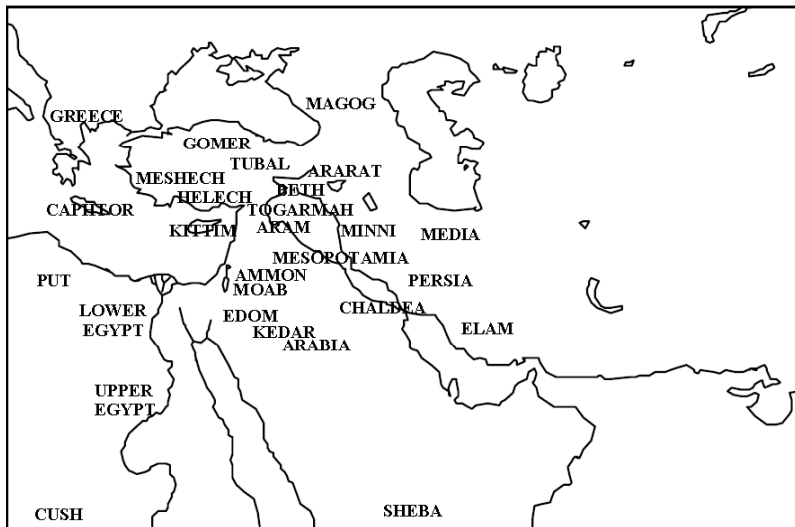 MAGOG
GREECE
GOMER
TUBAL
ARARAT
MESHECH
BETH
HELECH
TOGARMAH
CAPHTOR
KITTIM
ARAM
MINNI
MEDIA
MESOPOTAMIA
PUT
AMMON
PERSIA
MOAB
LOWER
EGYPT
CHALDEA
EDOM
KEDAR
ELAM
ARABIA
UPPER
EGYPT
CUSH
SHEBA